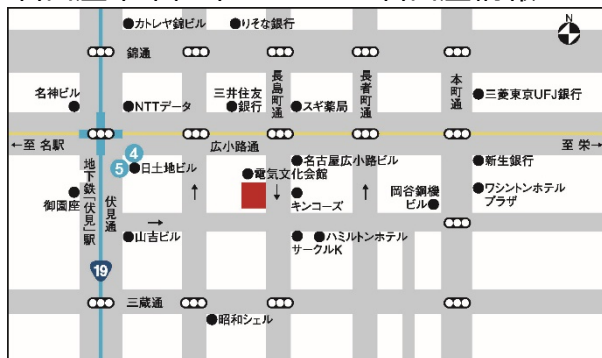 カトレヤ錦ビル
りそな銀行
N
錦通
名神ビル
NTTデータ
三井住友
銀行
長島町通
スギ薬局
長者町通
本町通
三菱東京UFJ銀行
←至 名駅
広小路通
至 栄→
4
5
日土地ビル
名古屋広小路ビル
新生銀行
電気文化会館
地下鉄「伏見」駅
伏見通
御園座
キンコーズ
岡谷鋼機
ビル
ワシントンホテル
プラザ
山吉ビル
ハミルトンホテル
サークルK
19
三蔵通
昭和シェル